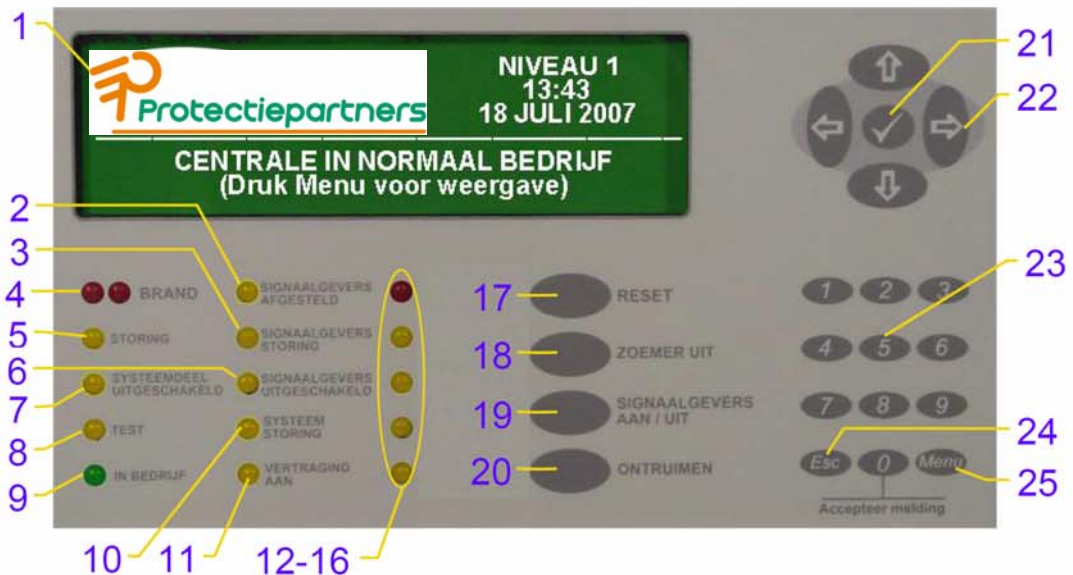 1
Protectiepartners
NIVEAU 1
13:43
18 JULI 2007
CENTRALE IN NORMAAL BEDRIJF
(Druk Menu voor weergave)
21
22
2
3
4
5
6
7
8
9
10
11
12-16
BRAND
STORING
SYSTEEMDEEL
UITGESCHAKELD
TEST
IN BEDRIJF
SIGNAALGEVERS
AFGESTELD
SIGNAALGEVERS
STORING
SIGNAALGEVERS
UITGESCHAKELD
SYSTEEM
STORING
VERTRAGING
AAN
17
RESET
18
ZOEMER UIT
19
SIGNAALGEVERS
AAN / UIT
20
ONTRUIMEN
23
1 2 3
4 5 6
7 8 9
Esc 0 Menu
Accepteer melding
24
25